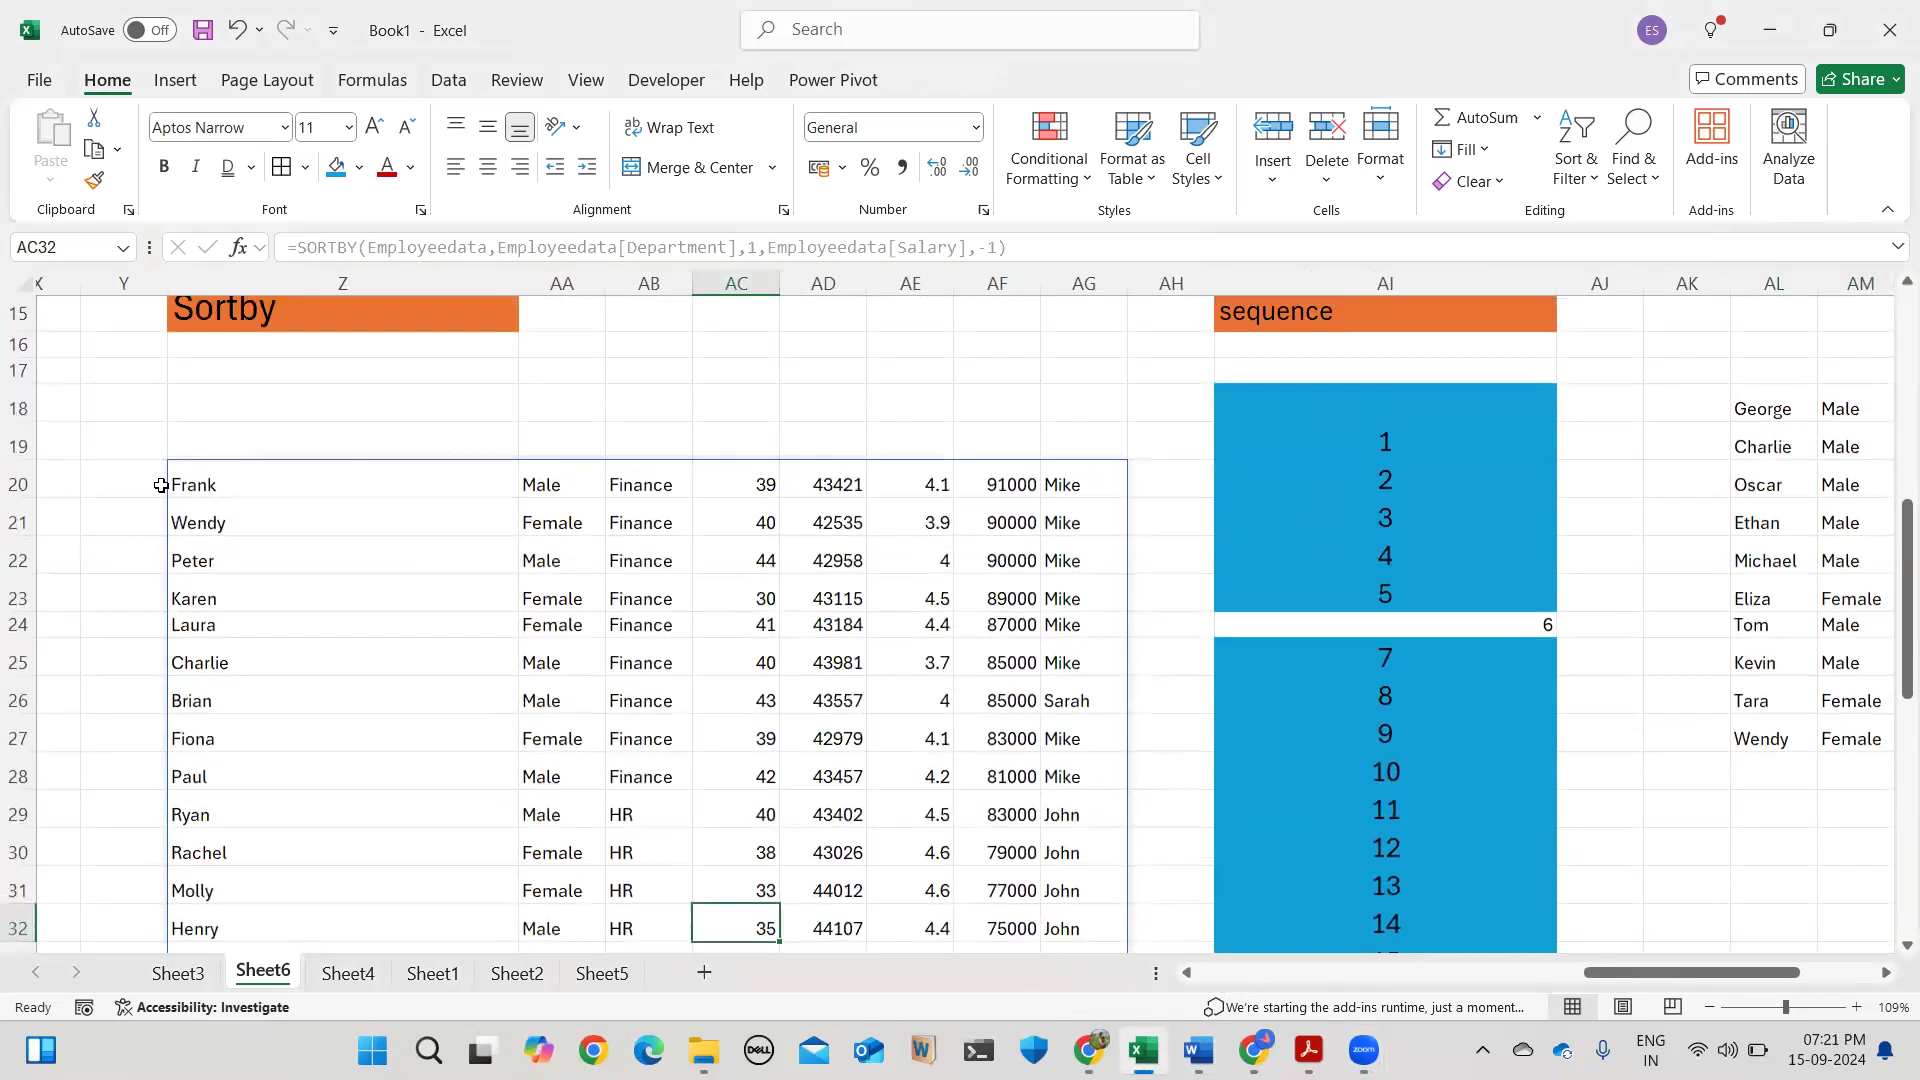 AutoSave Off Book1 - Excel Search ES
File Home Insert Page Layout Formulas Data Review View Developer Help Power Pivot Comments Share
Paste Aptos Narrow 11 Wrap Text General Conditional Formatting Format as Table Cell Styles Insert Delete Format AutoSum Fill Clear Sort & Filter Find & Select Add-ins Analyze Data
B I D Merge & Center
Clipboard Font Alignment Number Styles Cells Editing Add-ins
AC32 fx =SORTBY(Employeedata,Employeedata[Department],1,Employeedata[Salary],-1)
X Y Z AA AB AC AD AE AF AG AH AI AJ AK AL AM
15 Sortby sequence
16
17
18 George Male
19 1 Charlie Male
20 Frank Male Finance 39 43421 4.1 91000 Mike 2 Oscar Male
21 Wendy Female Finance 40 42535 3.9 90000 Mike 3 Ethan Male
22 Peter Male Finance 44 42958 4 90000 Mike 4 Michael Male
23 Karen Female Finance 30 43115 4.5 89000 Mike 5 Eliza Female
24 Laura Female Finance 41 43184 4.4 87000 Mike 6 Tom Male
25 Charlie Male Finance 40 43981 3.7 85000 Mike 7 Kevin Male
26 Brian Male Finance 43 43557 4 85000 Sarah 8 Tara Female
27 Fiona Female Finance 39 42979 4.1 83000 Mike 9 Wendy Female
28 Paul Male Finance 42 43457 4.2 81000 Mike 10
29 Ryan Male HR 40 43402 4.5 83000 John 11
30 Rachel Female HR 38 43026 4.6 79000 John 12
31 Molly Female HR 33 44012 4.6 77000 John 13
32 Henry Male HR 35 44107 4.4 75000 John 14
Sheet3 Sheet6 Sheet4 Sheet1 Sheet2 Sheet5
Ready Accessibility: Investigate We're starting the add-ins runtime, just a moment... 109%
DELL W zoom ENG IN 07:21 PM 15-09-2024